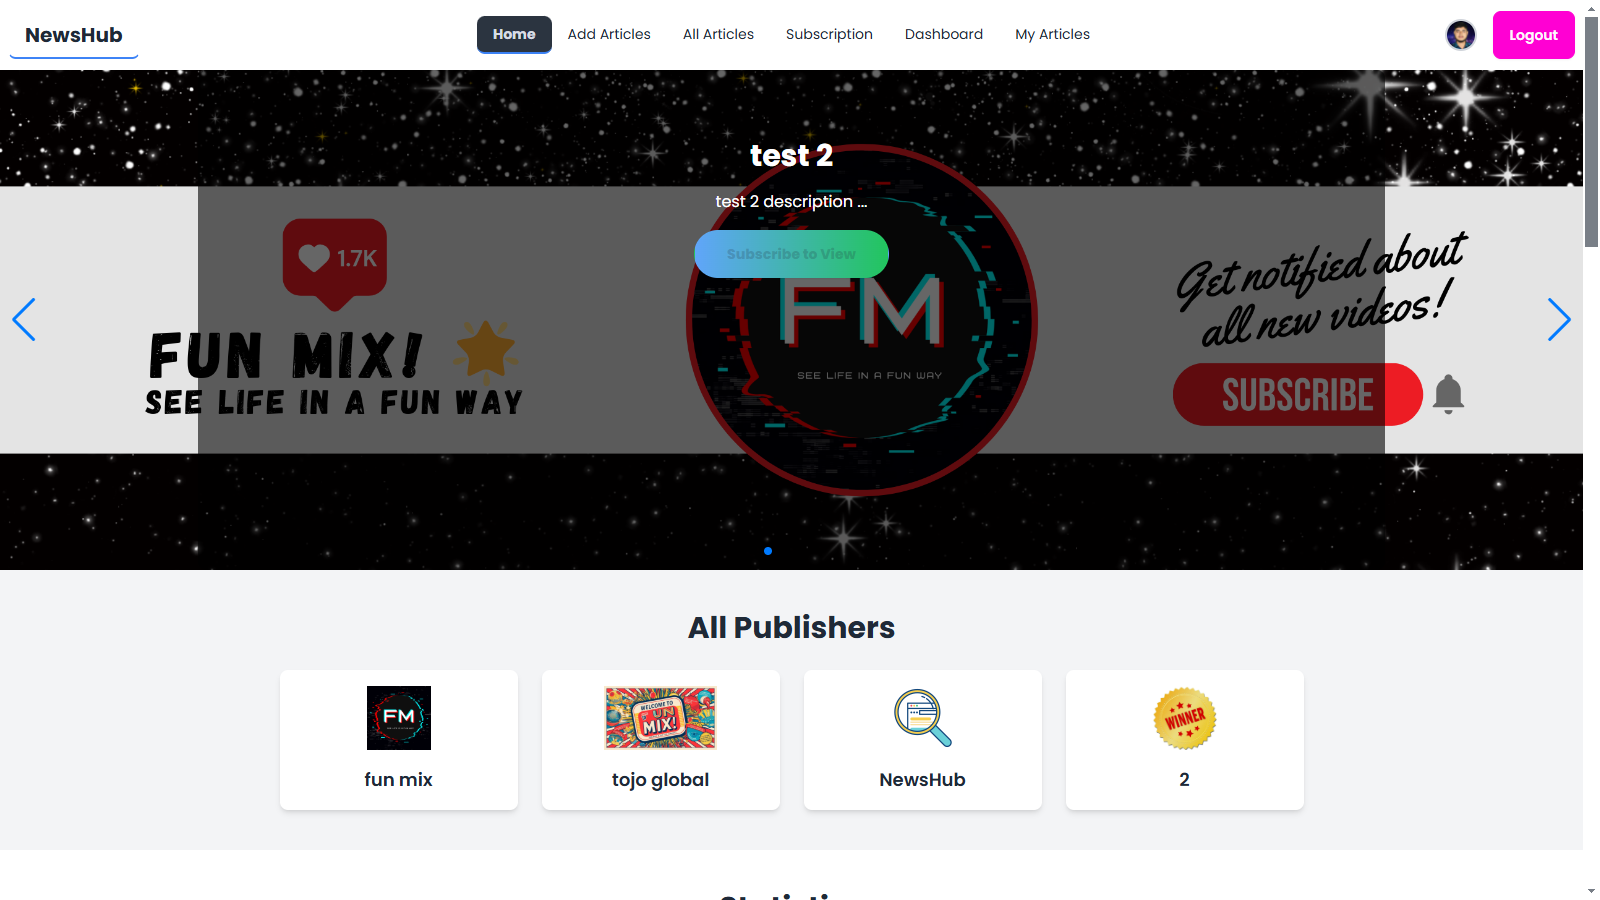 NewsHub
Home
Add Articles
All Articles
Subscription
Dashboard
My Articles
Logout
test 2
test 2 description ...
Subscribe to View
1.7K
FUN MIX!
SEE LIFE IN A FUN WAY
FM
SEE LIFE IN A FUN WAY
Get notified about
all new videos!
SUBSCRIBE
All Publishers
FM
WELCOME TO
FUN
MIX!
WINNER
fun mix
tojo global
NewsHub
2